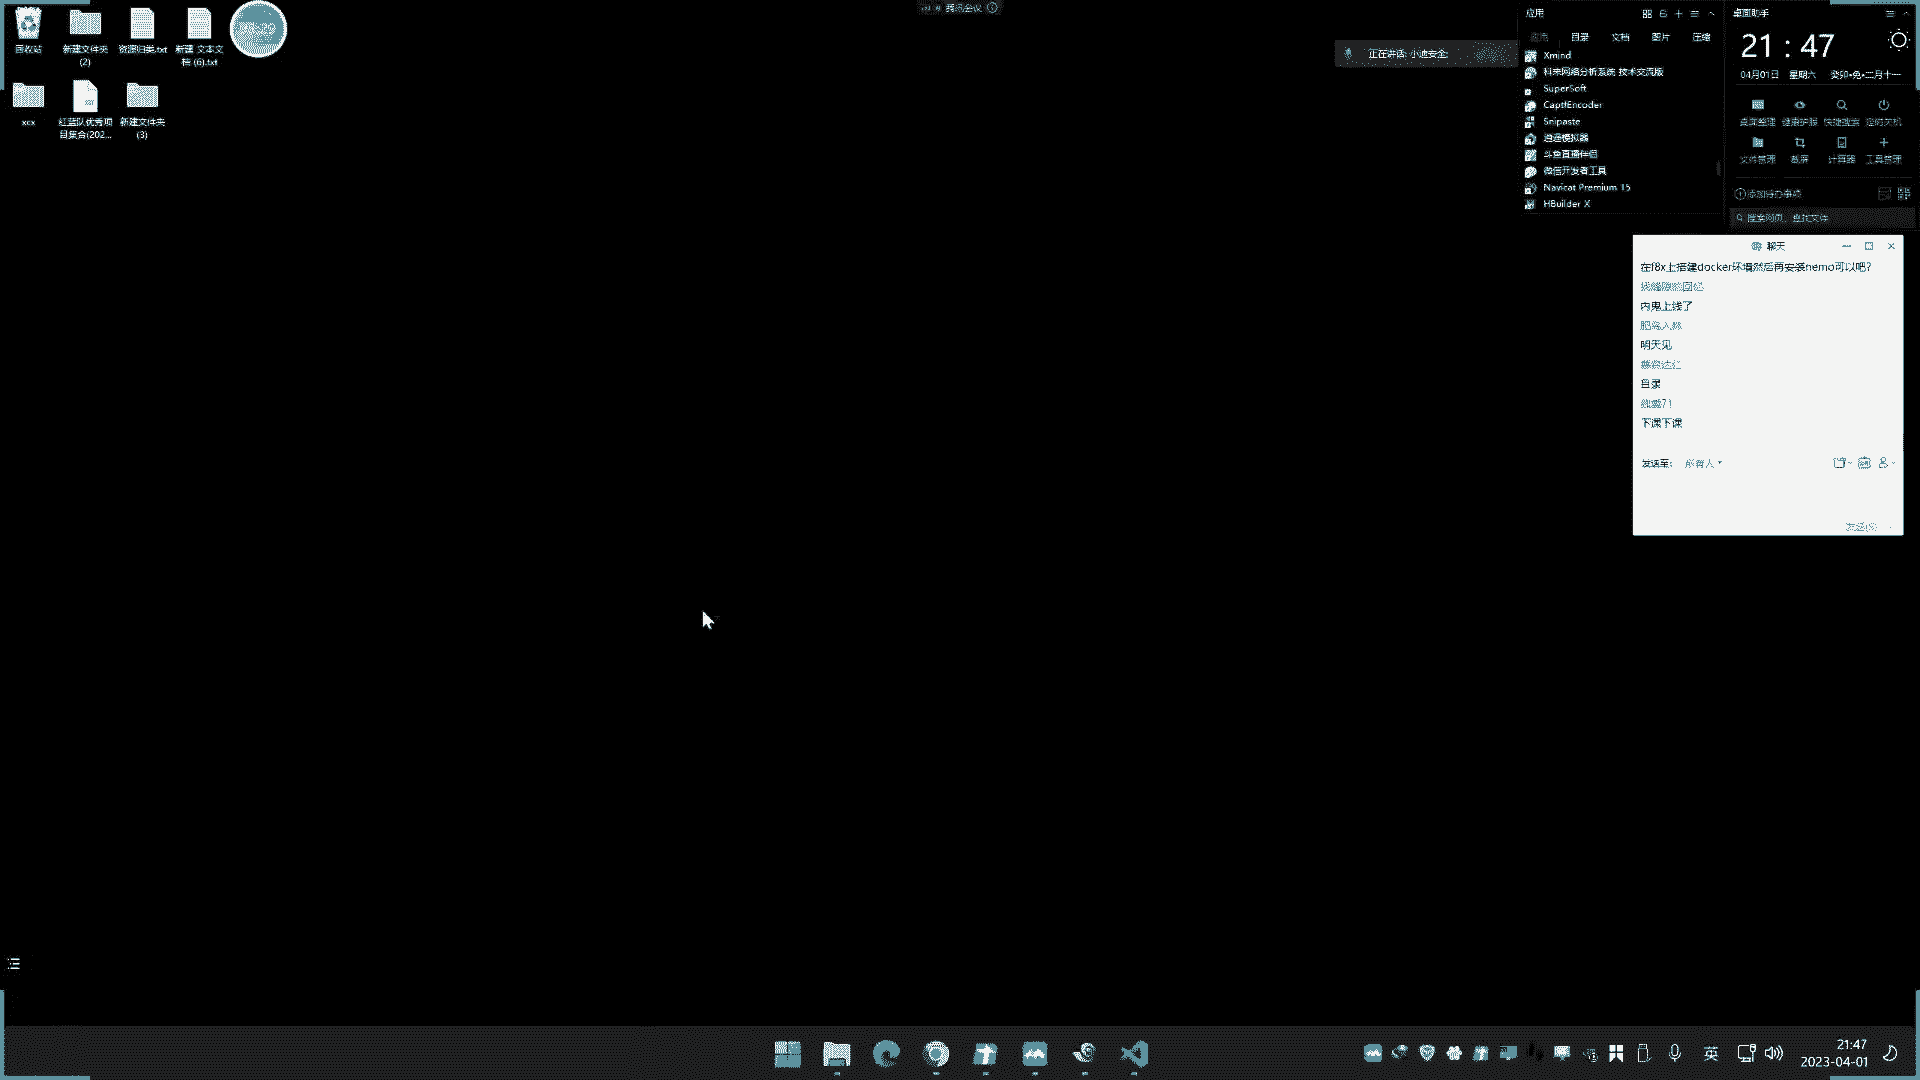 回收站
新建文件夹
(2)
资源归类.txt
新建 文本文
档 (6).txt
xcx
红蓝队优秀项
目集合(202...
新建文件夹
(3)
腾讯会议
正在讲话: 小迪安全;
应用
目录
文档
图片
压缩
Xmind
科来网络分析系统 技术交流版
SuperSoft
CaptfEncoder
Snipaste
逍遥模拟器
斗鱼直播伴侣
微信开发者工具
Navicat Premium 15
HBuilder X
桌面助手
21 : 47
04月01日 星期六 癸卯•兔•二月十一
桌面整理 健康护眼 快捷搜索 定时关机
文件管理 截屏 计算器 工具管理
添加待办事项
搜索网页、查找文件
聊天
在f8x上搭建docker环境然后再安装nemo可以吧?
内鬼上线了
明天见
目录
下课下课
发送至: 所有人
发送(S)
英
21:47
2023-04-01